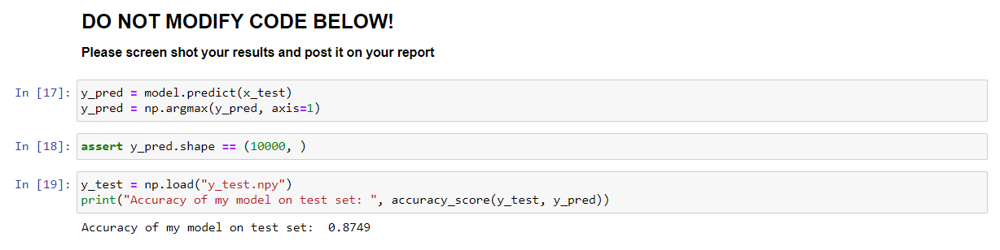 DO NOT MODIFY CODE BELOW!
Please screen shot your results and post it on your report
In [17]: y_pred = model.predict(x_test)
y_pred = np.argmax(y_pred, axis=1)
In [18]: assert y_pred.shape == (10000, )
In [19]: y_test = np.load("y_test.npy")
print("Accuracy of my model on test set: ", accuracy_score(y_test, y_pred))
Accuracy of my model on test set:  0.8749